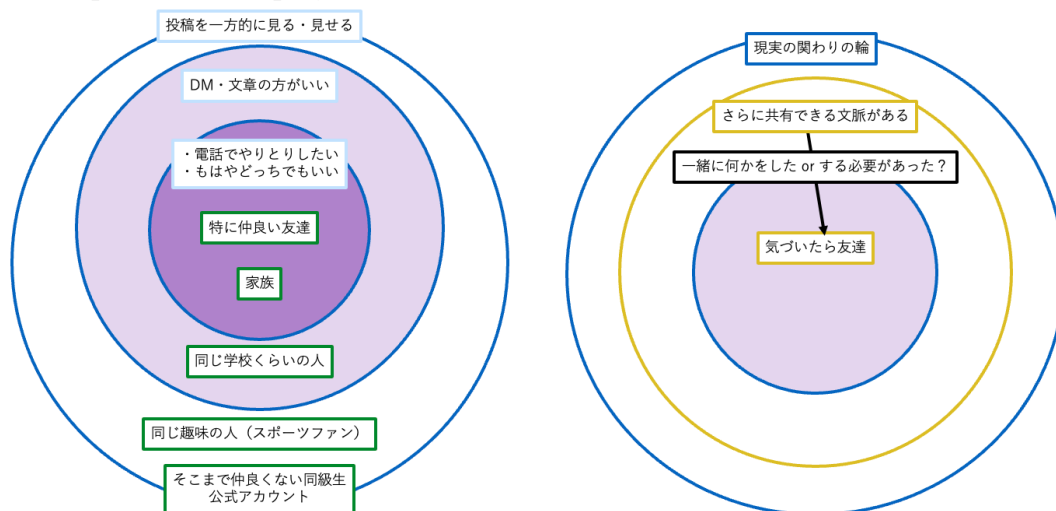 投稿を一方的に見る・見せる
DM・文章の方がいい
・電話でやりとりしたい
・もはやどっちでもいい
特に仲良い友達
家族
同じ学校くらいの人
同じ趣味の人（スポーツファン）
そこまで仲良くない同級生
公式アカウント
現実の関わりの輪
さらに共有できる文脈がある
一緒に何かをした or する必要があった？
気づいたら友達